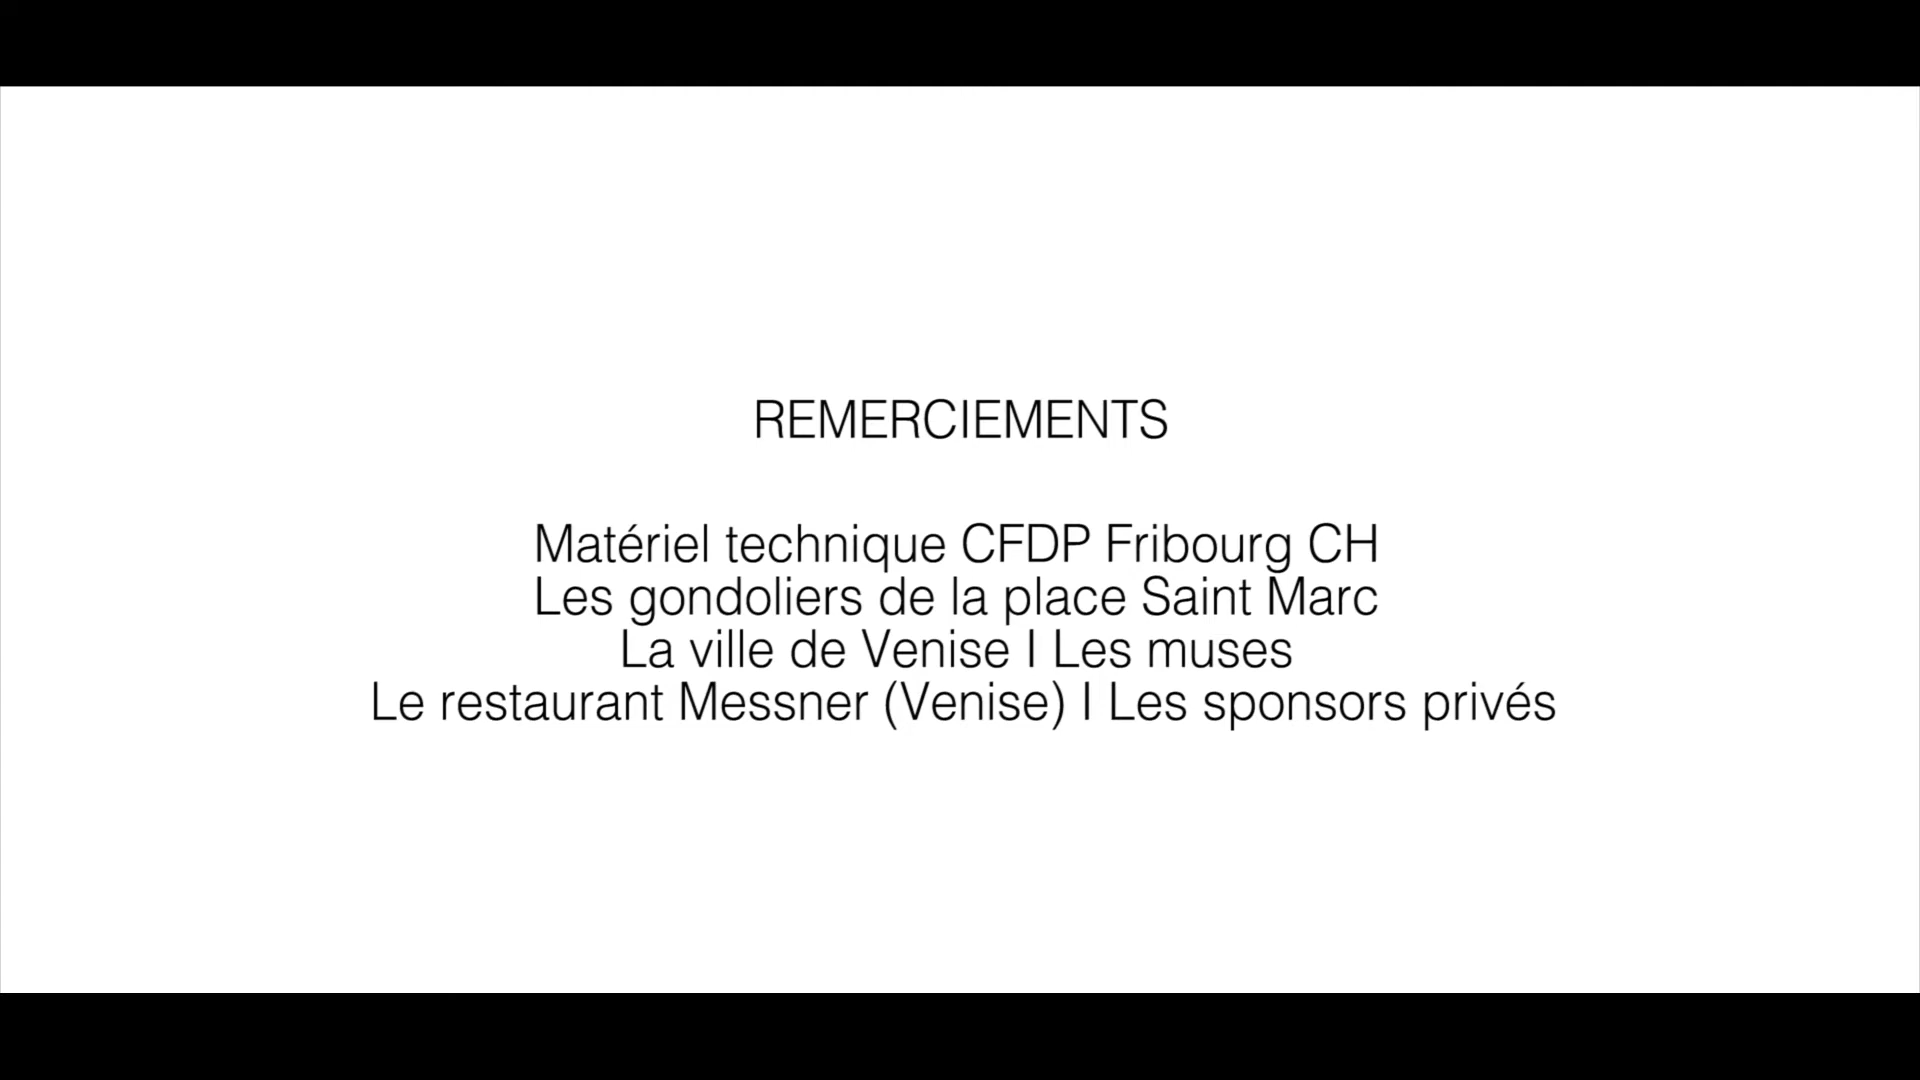 REMERCIEMENTS
Matériel technique CFDP Fribourg CH
Les gondoliers de la place Saint Marc
La ville de Venise I Les muses
Le restaurant Messner (Venise) I Les sponsors privés